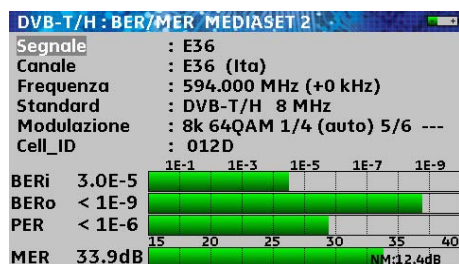 DVB-T/H : BER/MER MEDIASET 2
Segnale : E36
Canale : E36 (Ita)
Frequenza : 594.000 MHz (+0 kHz)
Standard : DVB-T/H 8 MHz
Modulazione : 8k 64QAM 1/4 (auto) 5/6 ---
Cell_ID : 012D
1E-1 1E-3 1E-5 1E-7 1E-9
BERi 3.0E-5
BERo < 1E-9
PER < 1E-6
15 20 25 30 35 40
MER 33.9dB NM:12.4dB